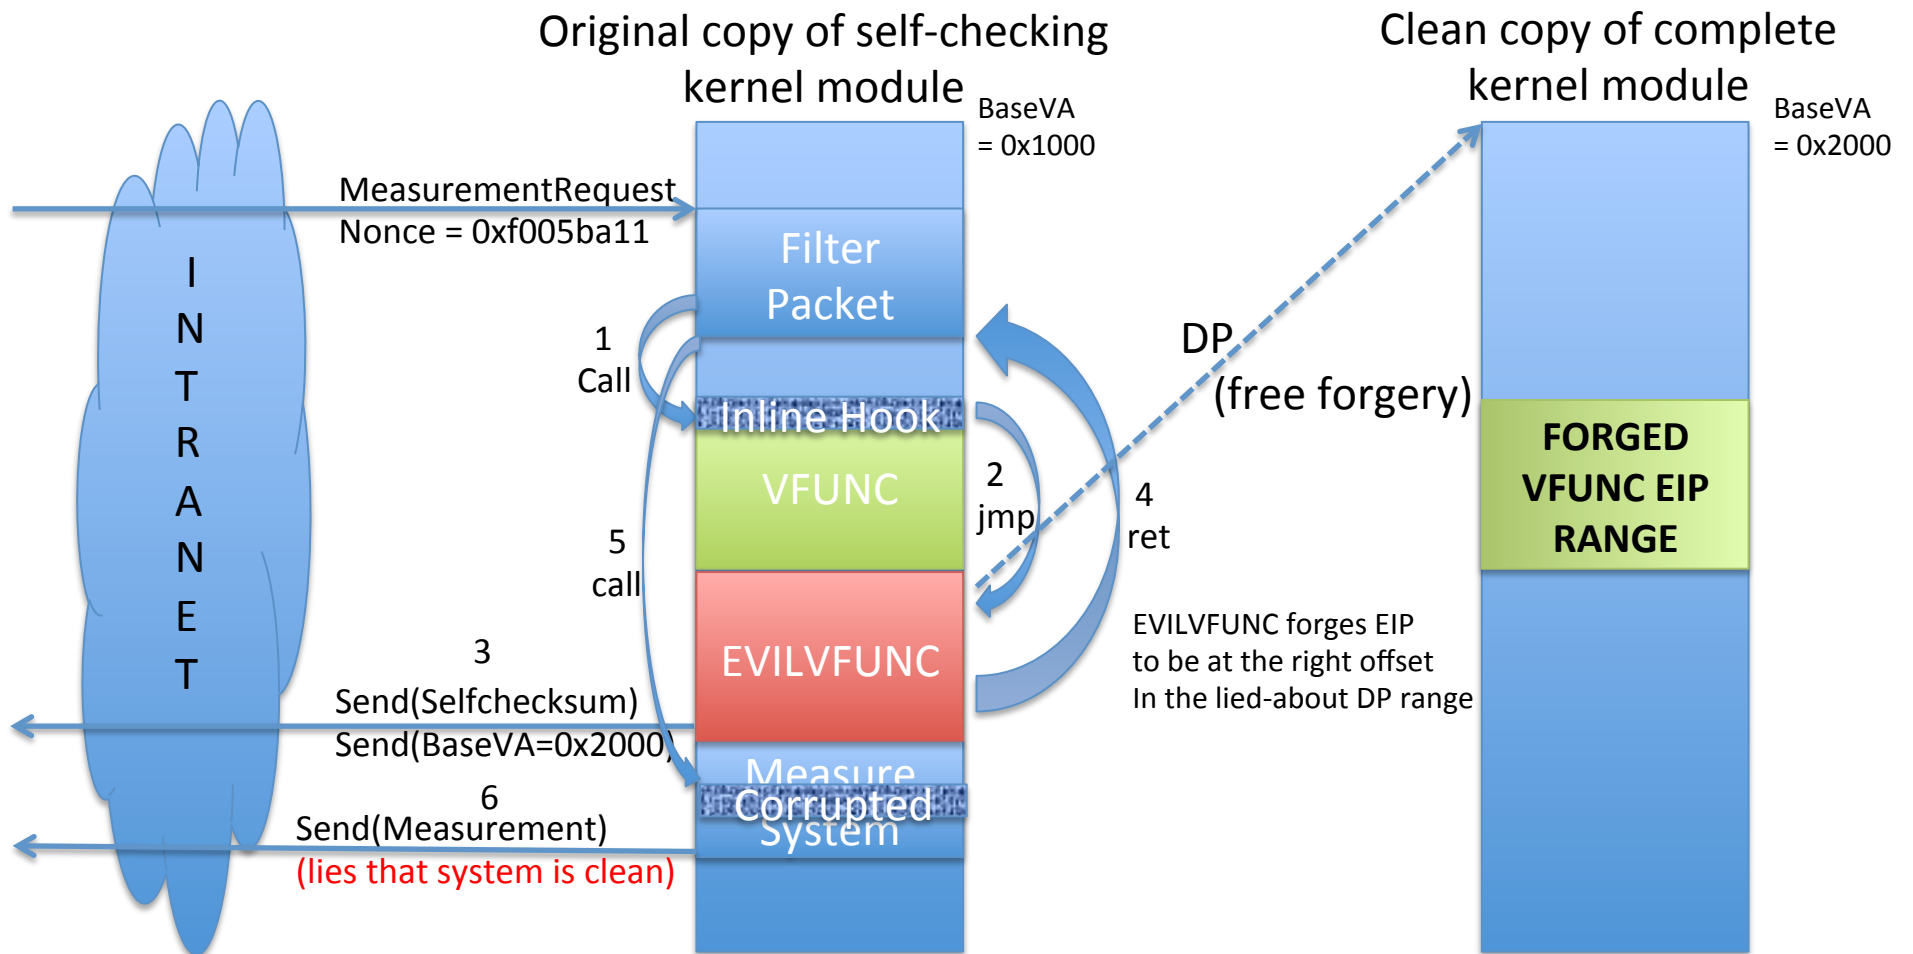 Original copy of self-checking
kernel module
BaseVA
= 0x1000
Clean copy of complete
kernel module
BaseVA
= 0x2000
I
N
T
R
A
N
E
T
MeasurementRequest
Nonce = 0xf005ba11
Filter
Packet
1
Call
Inline Hook
VFUNC
2
jmp
4
ret
5
call
DP
(free forgery)
FORGED
VFUNC EIP
RANGE
EVILVFUNC
EVILVFUNC forges EIP
to be at the right offset
In the lied-about DP range
3
Send(Selfchecksum)
Send(BaseVA=0x2000)
Measure
Corrupted
System
6
Send(Measurement)
(lies that system is clean)